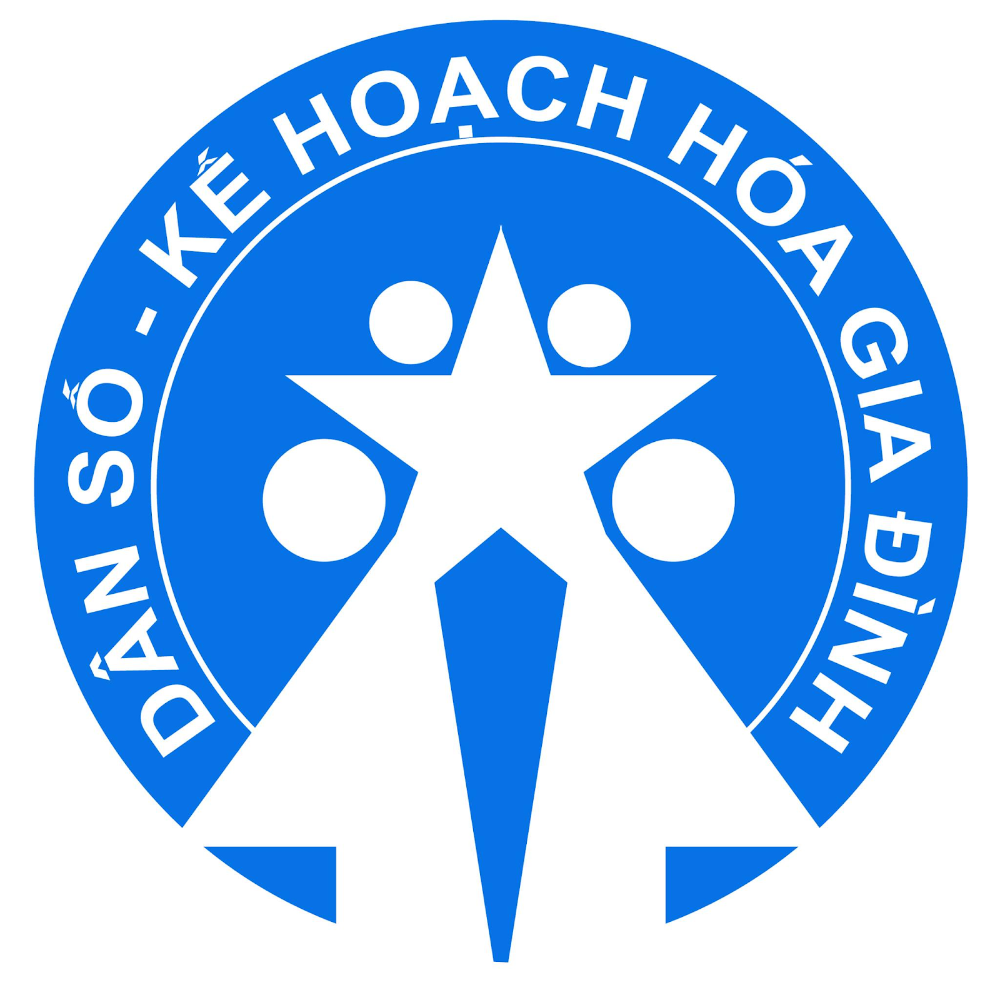 DÂN SỐ - KẾ HOẠCH HÓA GIA ĐÌNH